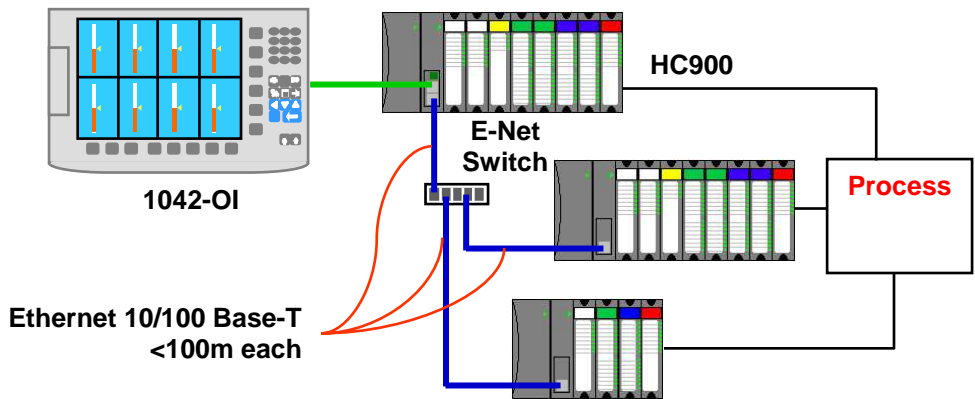 HC900
E-Net
Switch
1042-OI
Process
Ethernet 10/100 Base-T
<100m each